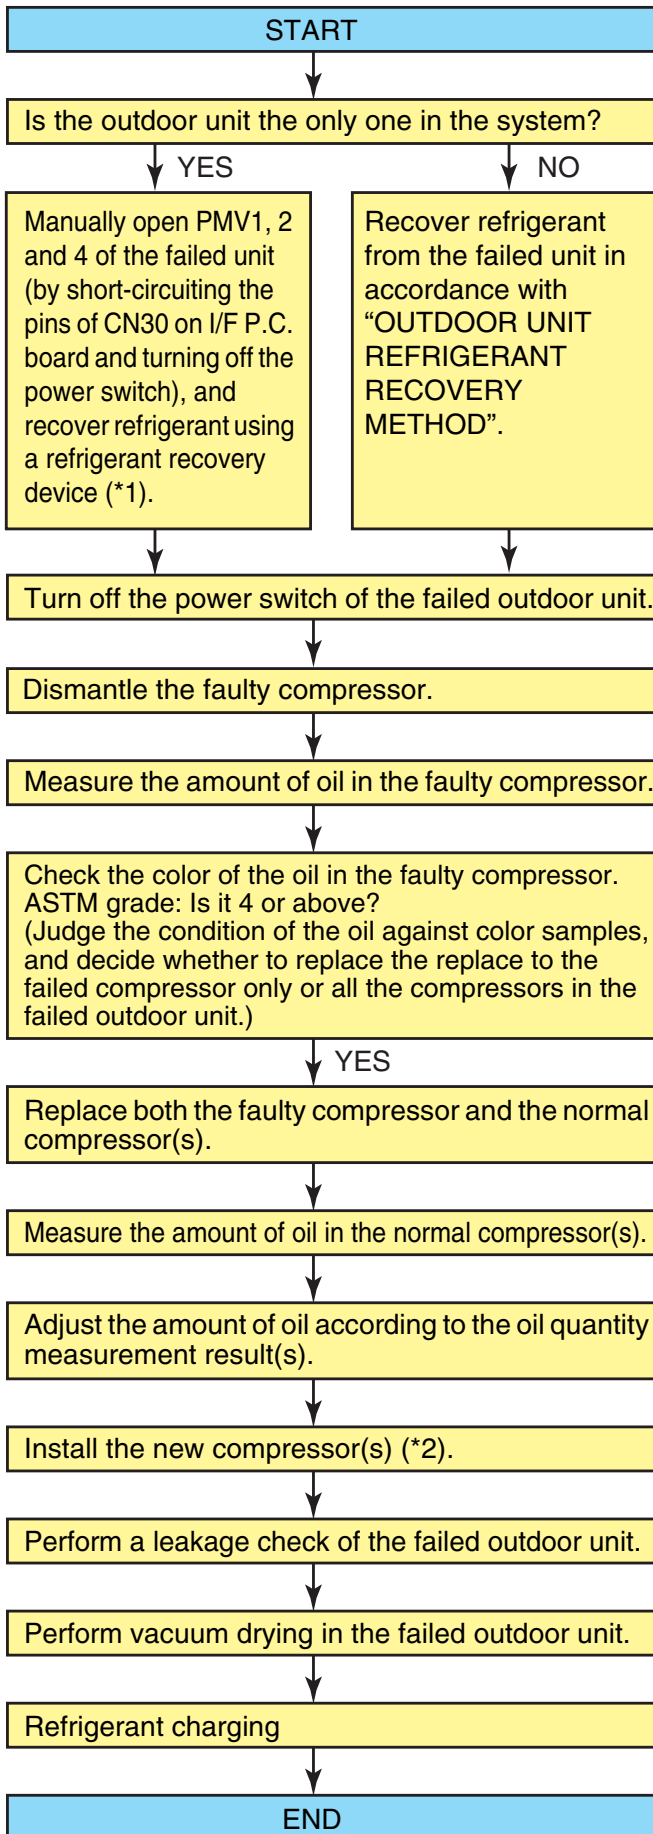 START
Is the outdoor unit the only one in the system?
YES
NO
Manually open PMV1, 2
and 4 of the failed unit
(by short-circuiting the
pins of CN30 on I/F P.C.
board and turning off the
power switch), and
recover refrigerant using
a refrigerant recovery
device (*1).
Recover refrigerant
from the failed unit in
accordance with
“OUTDOOR UNIT
REFRIGERANT
RECOVERY
METHOD”.
Turn off the power switch of the failed outdoor unit.
Dismantle the faulty compressor.
Measure the amount of oil in the faulty compressor.
Check the color of the oil in the faulty compressor.
ASTM grade: Is it 4 or above?
(Judge the condition of the oil against color samples,
and decide whether to replace the replace to the
failed compressor only or all the compressors in the
failed outdoor unit.)
YES
Replace both the faulty compressor and the normal
compressor(s).
Measure the amount of oil in the normal compressor(s).
Adjust the amount of oil according to the oil quantity
measurement result(s).
Install the new compressor(s) (*2).
Perform a leakage check of the failed outdoor unit.
Perform vacuum drying in the failed outdoor unit.
Refrigerant charging
END